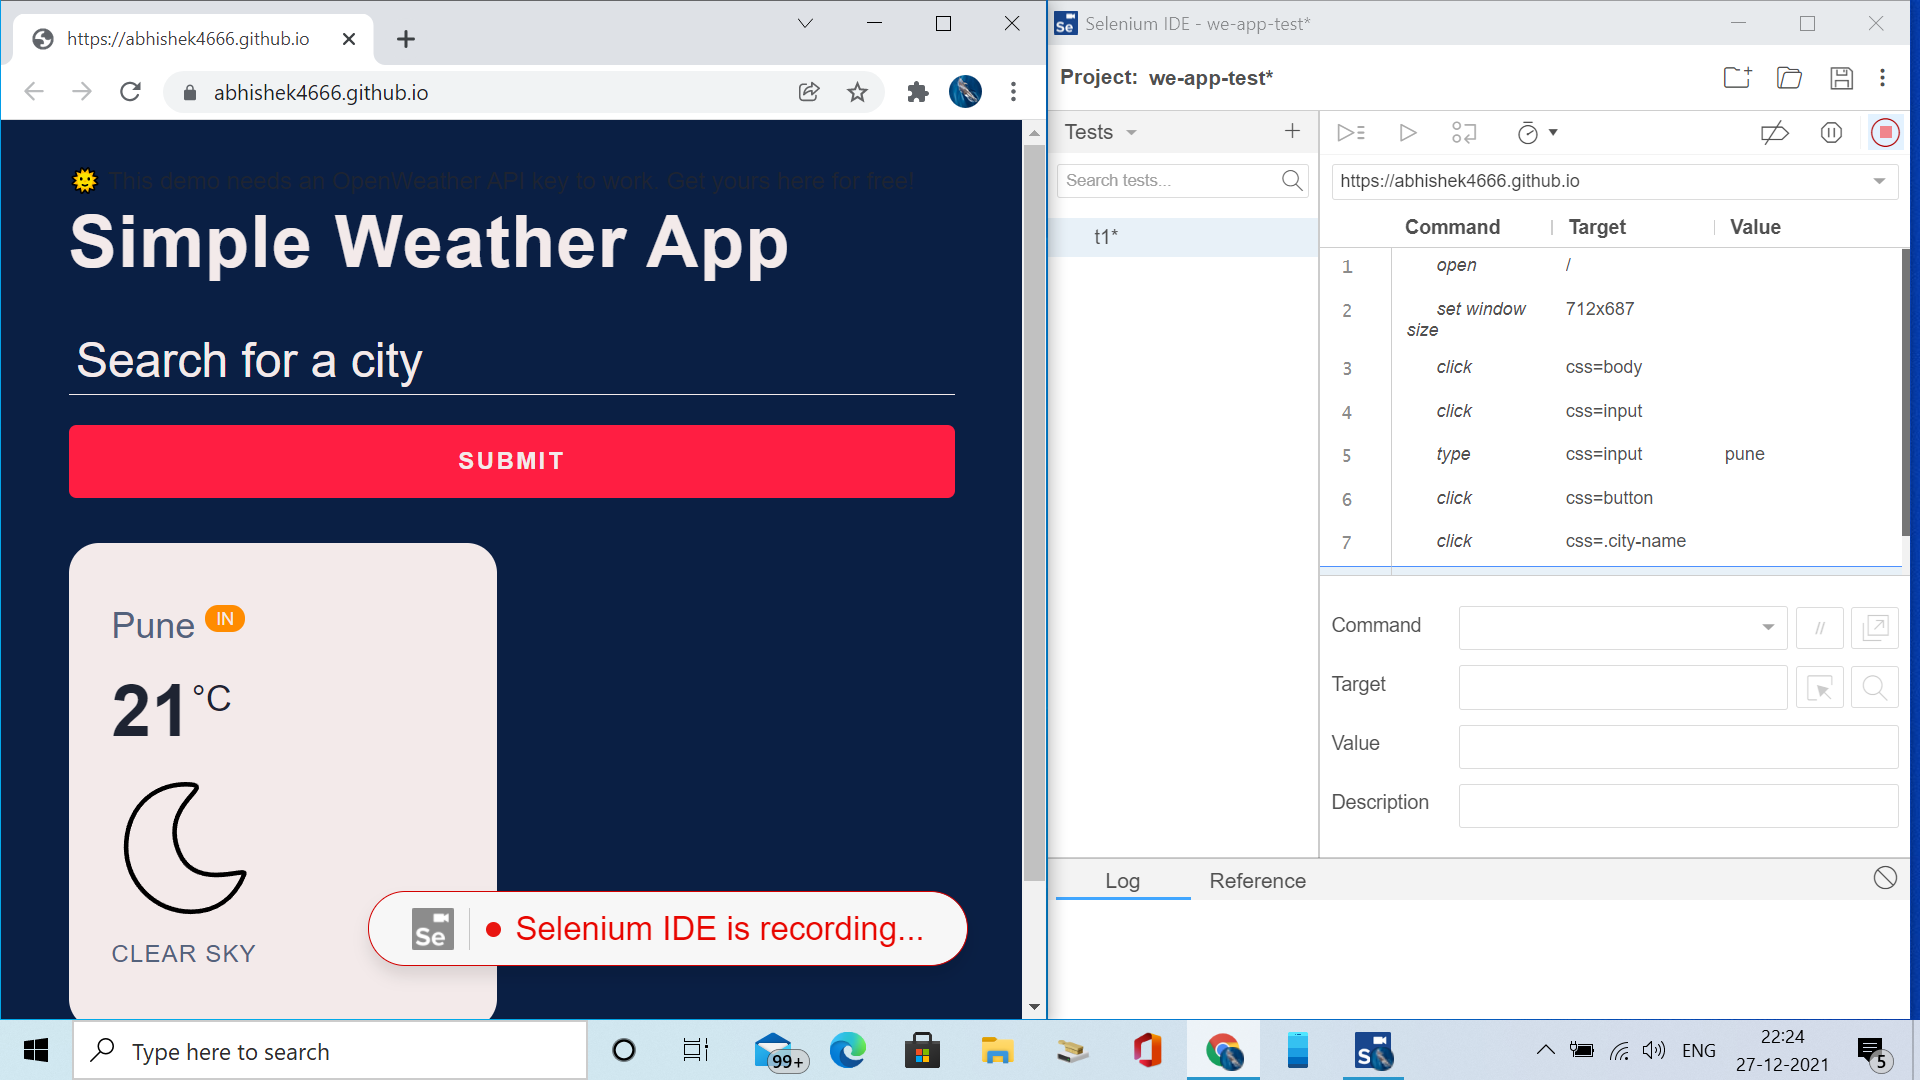 https://abhishek4666.github.io
abhishek4666.github.io
This demo needs an OpenWeather API key to work. Get yours here for free!
Simple Weather App
Search for a city
SUBMIT
Pune IN
21 °C
CLEAR SKY
Se Selenium IDE is recording...
Se Selenium IDE - we-app-test*
Project: we-app-test*
Tests
Search tests...
t1*
https://abhishek4666.github.io
Command Target Value
1 open /
2 set window size 712x687
3 click css=body
4 click css=input
5 type css=input pune
6 click css=button
7 click css=.city-name
Command //
Target
Value
Description
Log Reference
Type here to search
99+
S
ENG
22:24
27-12-2021
5